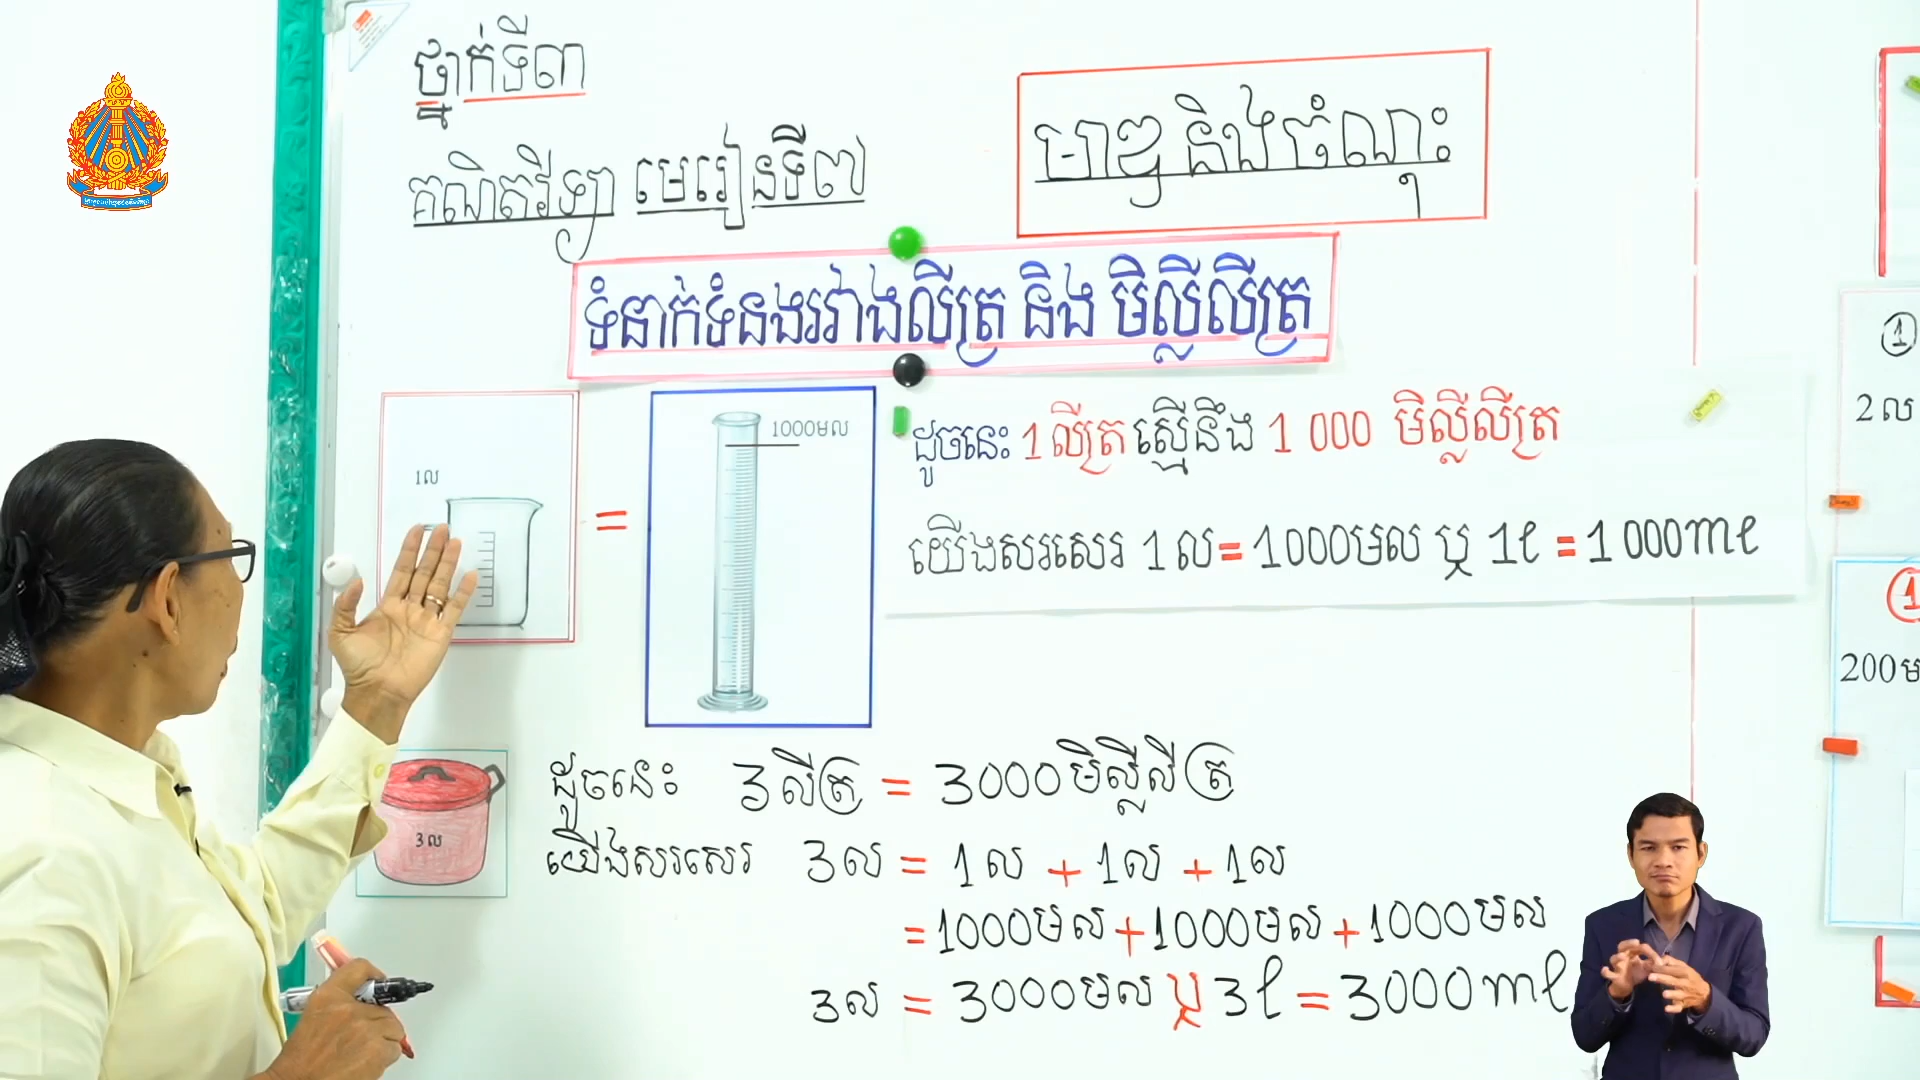 ថ្នាក់ទី៣
គណិតវិទ្យា មេរៀនទី៧
មាឌ និងចំណុះ
ទំនាក់ទំនងរវាងលីត្រ និង មិល្លីលីត្រ
1ល
=
1000មល
ដូចនេះ 1លីត្រ ស្មើនឹង 1 000 មិល្លីលីត្រ
យើងសរសេរ 1ល = 1000មល ឬ 1ℓ = 1 000mℓ
3ល
ដូចនេះ 3លីត្រ = 3000មិល្លីលីត្រ
យើងសរសេរ 3ល = 1ល + 1ល + 1ល
= 1000មល + 1000មល + 1000មល
3ល = 3000មល ឬ 3ℓ = 3000mℓ
1
2ល
1
200ម